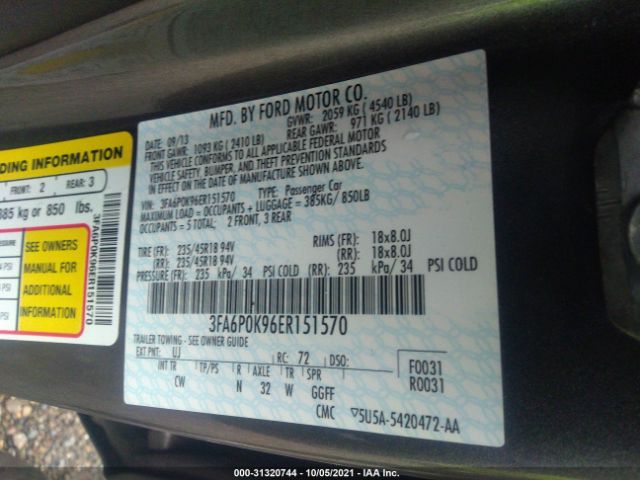 DING INFORMATION
FRONT: 2 REAR: 3
385 kg or 850 lbs.
SEE OWNERS
MANUAL FOR
ADDITIONAL
INFORMATION
PSI
PSI
3FA6P0K96ER151570
MFD. BY FORD MOTOR CO.
DATE: 09/13 GVWR: 2059 KG ( 4540 LB)
FRONT GAWR: 1093 KG ( 2410 LB) REAR GAWR: 971 KG ( 2140 LB)
THIS VEHICLE CONFORMS TO ALL APPLICABLE FEDERAL MOTOR
VEHICLE SAFETY, BUMPER, AND THEFT PREVENTION STANDARDS
IN EFFECT ON THE DATE OF MANUFACTURE SHOWN ABOVE.
VIN: 3FA6P0K96ER151570 TYPE: Passenger Car
MAXIMUM LOAD = OCCUPANTS + LUGGAGE = 385KG/ 850LB
OCCUPANTS = 5 TOTAL: 2 FRONT, 3 REAR
TIRE (FR): 235/45R18 94V RIMS (FR): 18x8.0J
(RR): 235/45R18 94V (RR): 18x8.0J
PRESSURE (FR): 235 kPa/ 34 PSI COLD (RR): 235 kPa/ 34 PSI COLD
3FA6P0K96ER151570
TRAILER TOWING - SEE OWNER GUIDE
EXT PNT: UJ RC: 72 DSO: F0031
INT TR TP/PS R AXLE TR SPR R0031
CW N 32 W GGFF
CMC ▽5U5A-5420472-AA
000-31320744 - 10/05/2021 - IAA Inc.